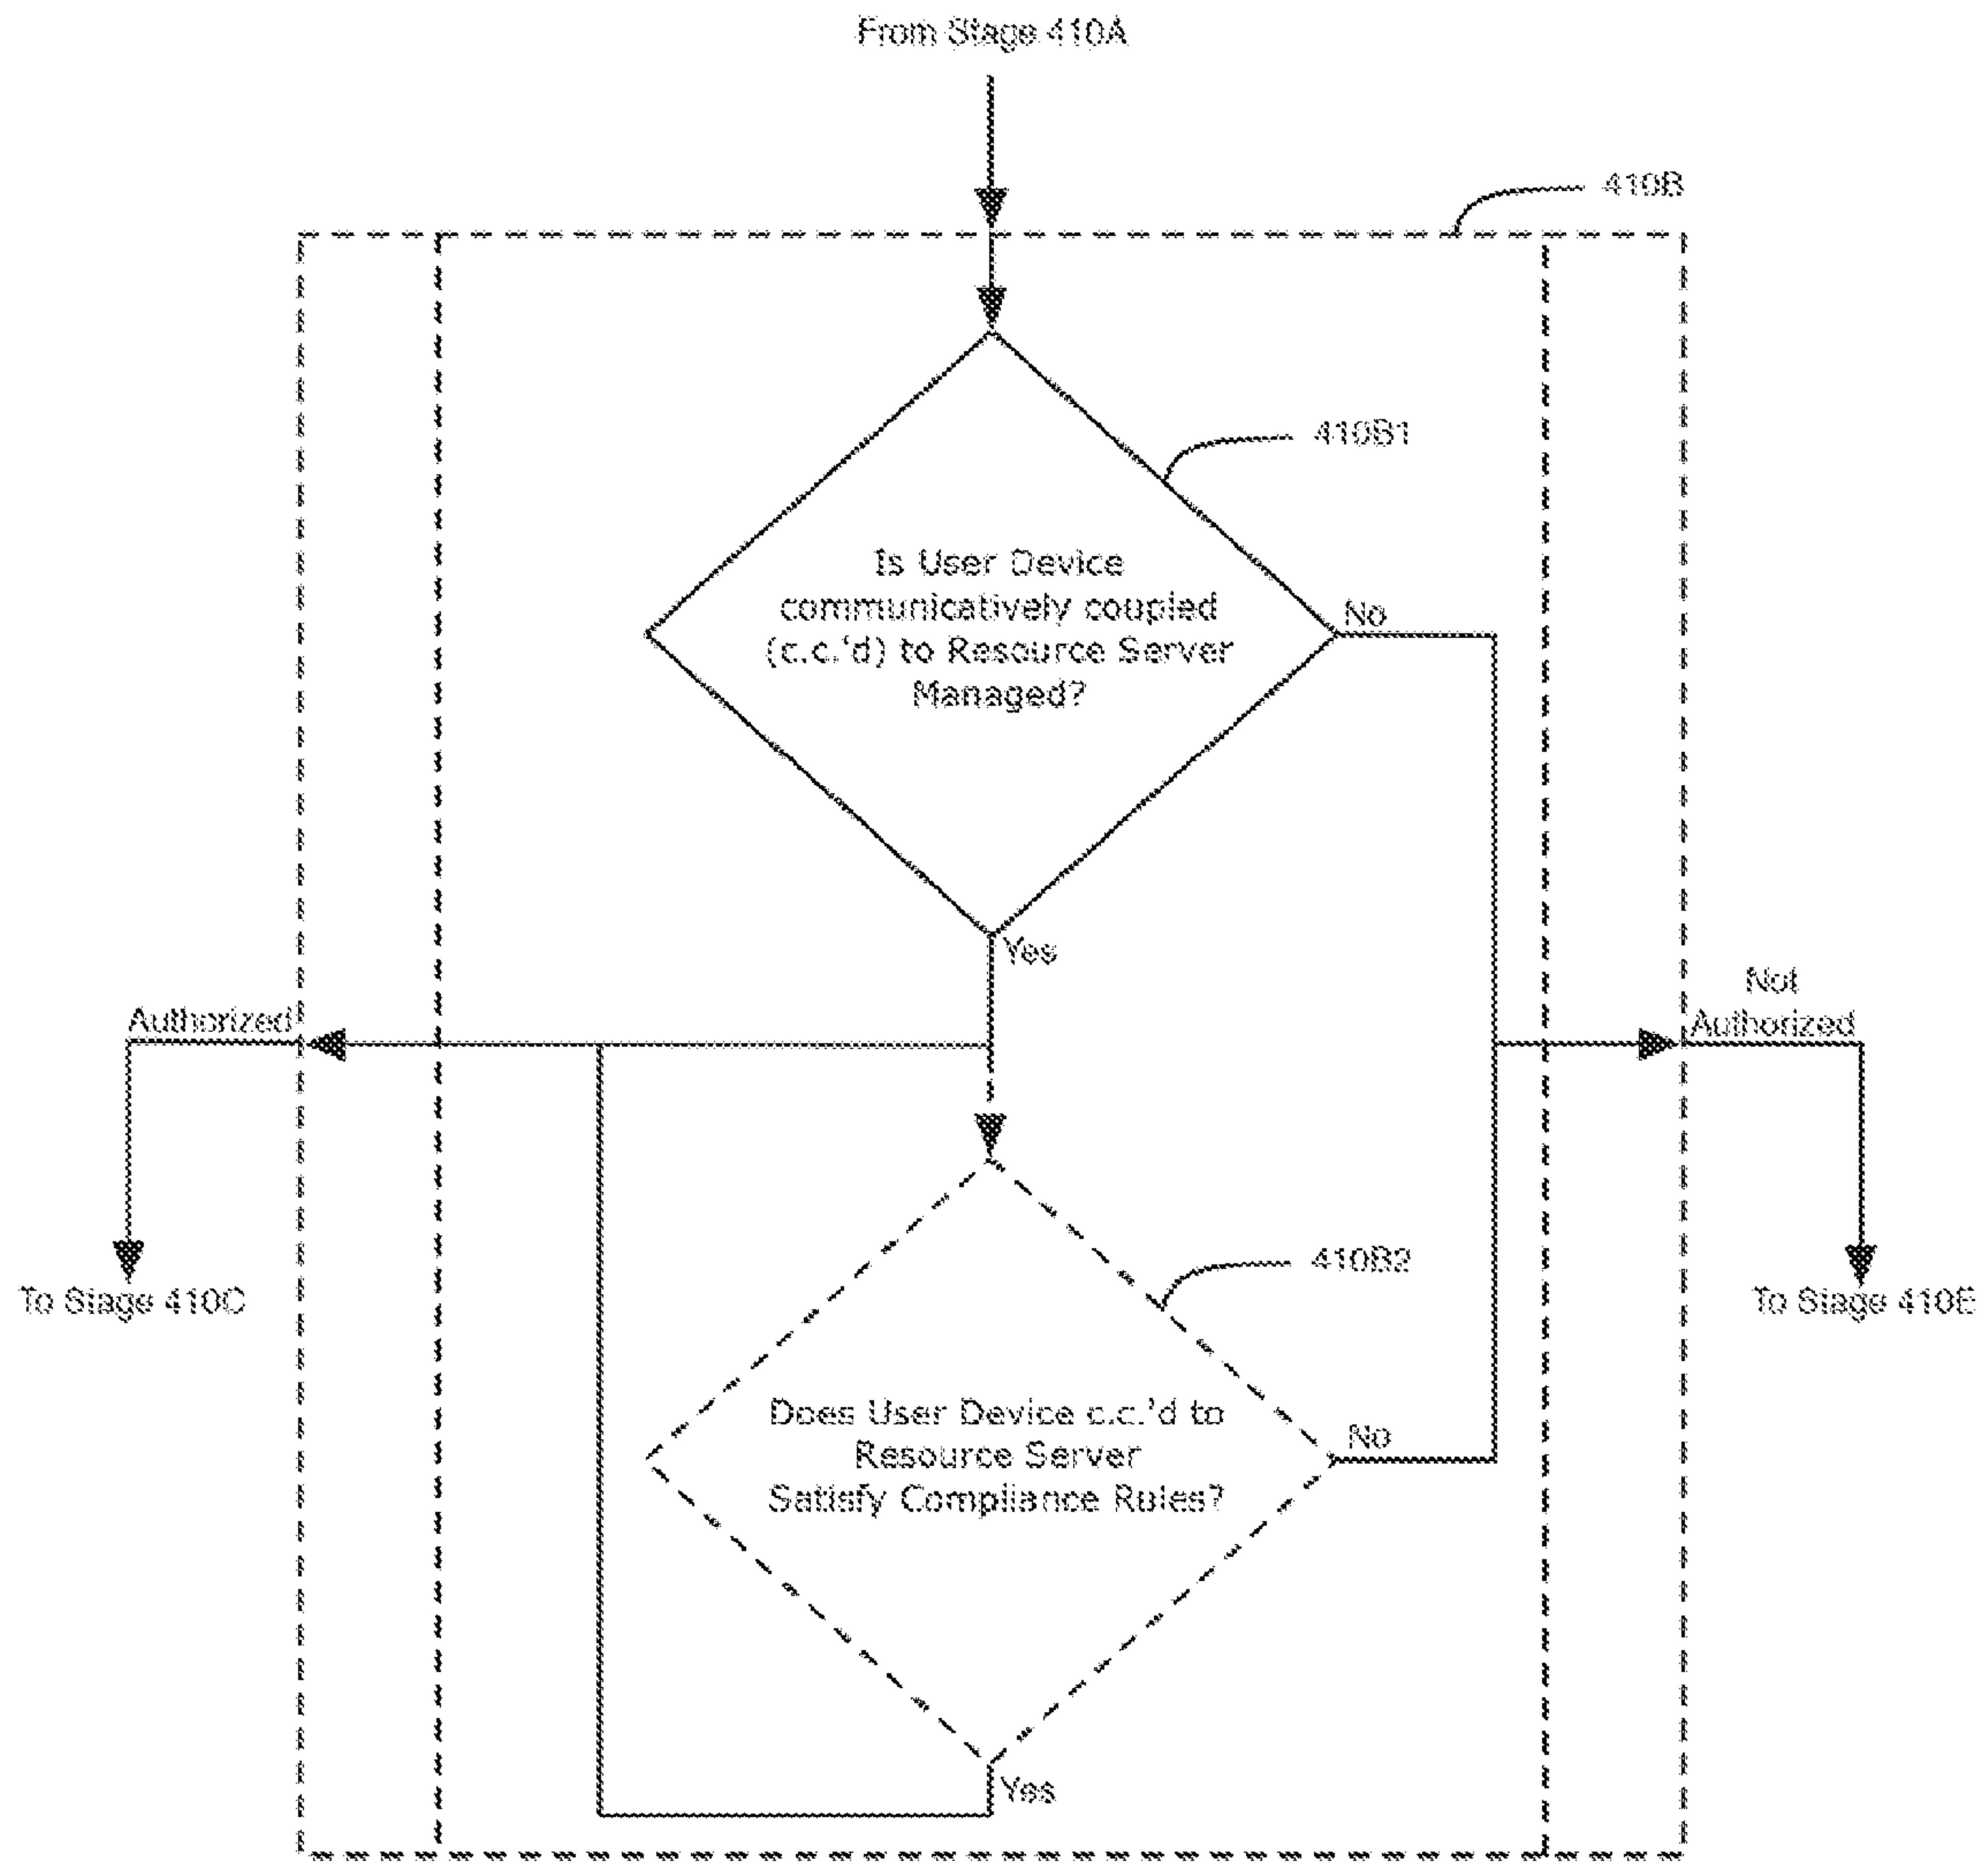 From Stage 410A
410B
410B1
Is User Device
communicatively coupled
(c.c.'d) to Resource Server
Managed?
No
Yes
Authorized
Not
Authorized
410B2
To Stage 410C
To Stage 410E
Does User Device c.c.'d to
Resource Server
Satisfy Compliance Rules?
No
Yes